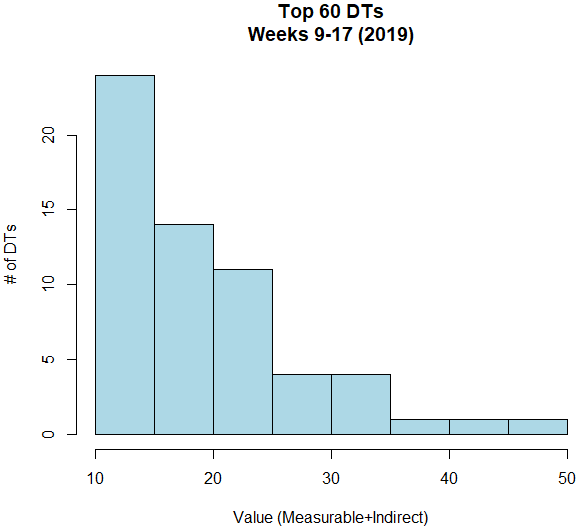 Top 60 DTs
Weeks 9-17 (2019)
# of DTs
20
15
10
5
0
10 20 30 40 50
Value (Measurable+Indirect)